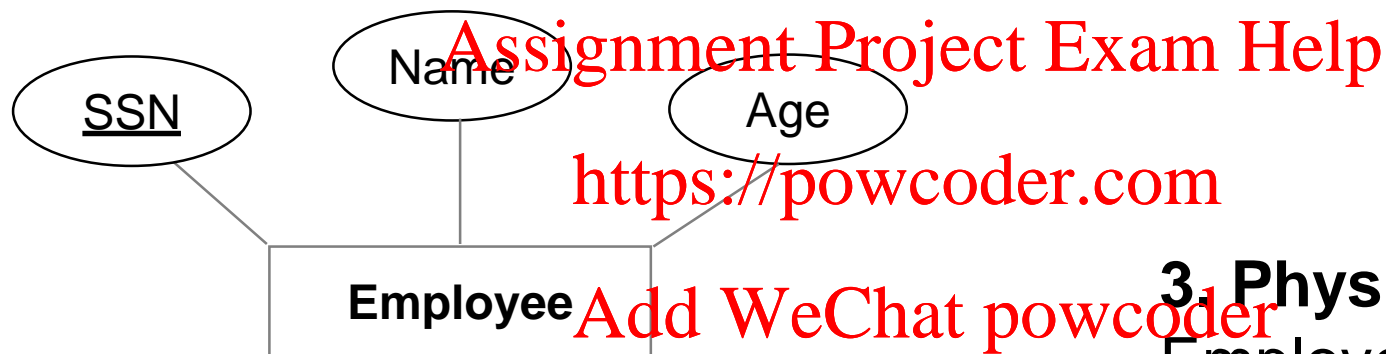 Assignment Project Exam Help
Name
SSN
Age
https://powcoder.com
3. Phys
Employee
Add WeChat powcoder